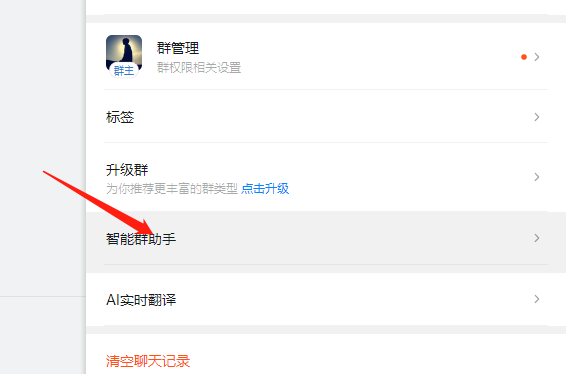 群管理
群主
群权限相关设置
标签
升级群
为你推荐更丰富的群类型 点击升级
智能群助手
AI实时翻译
清空聊天记录